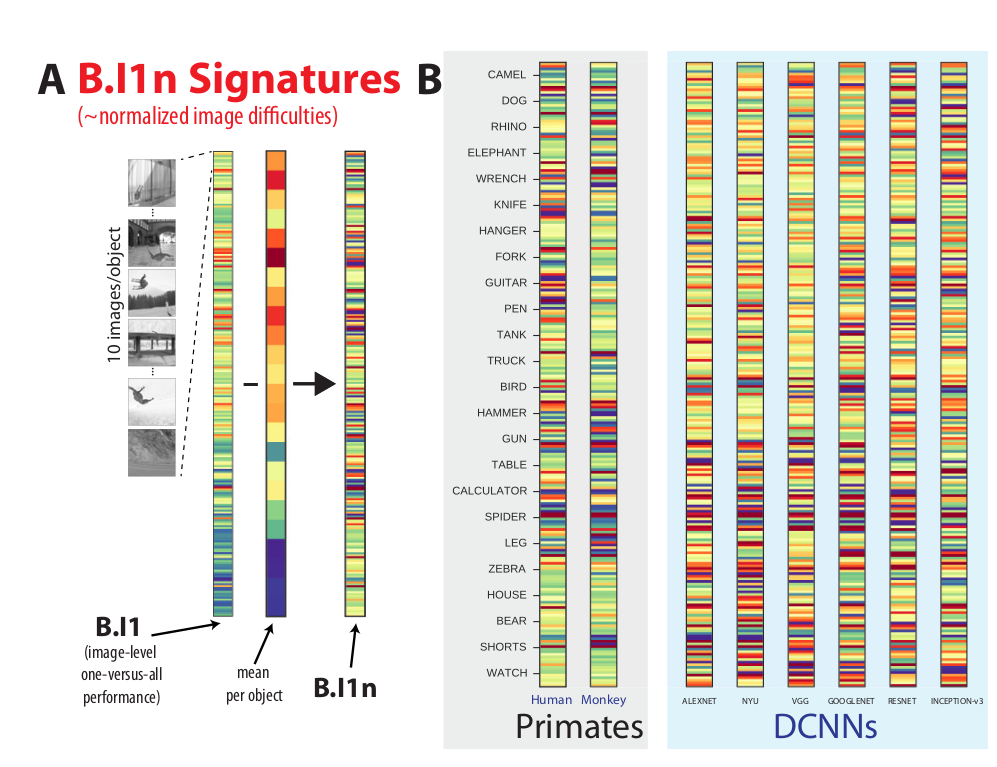 A B.I1n Signatures
(~normalized image difficulties)
10 images/object
B.I1
(image-level
one-versus-all
performance)
mean
per object
B.I1n
B
CAMEL
DOG
RHINO
ELEPHANT
WRENCH
KNIFE
HANGER
FORK
GUITAR
PEN
TANK
TRUCK
BIRD
HAMMER
GUN
TABLE
CALCULATOR
SPIDER
LEG
ZEBRA
HOUSE
BEAR
SHORTS
WATCH
Human Monkey
Primates
ALEXNET NYU VGG GOOGLENET RESNET INCEPTION-v3
DCNNs